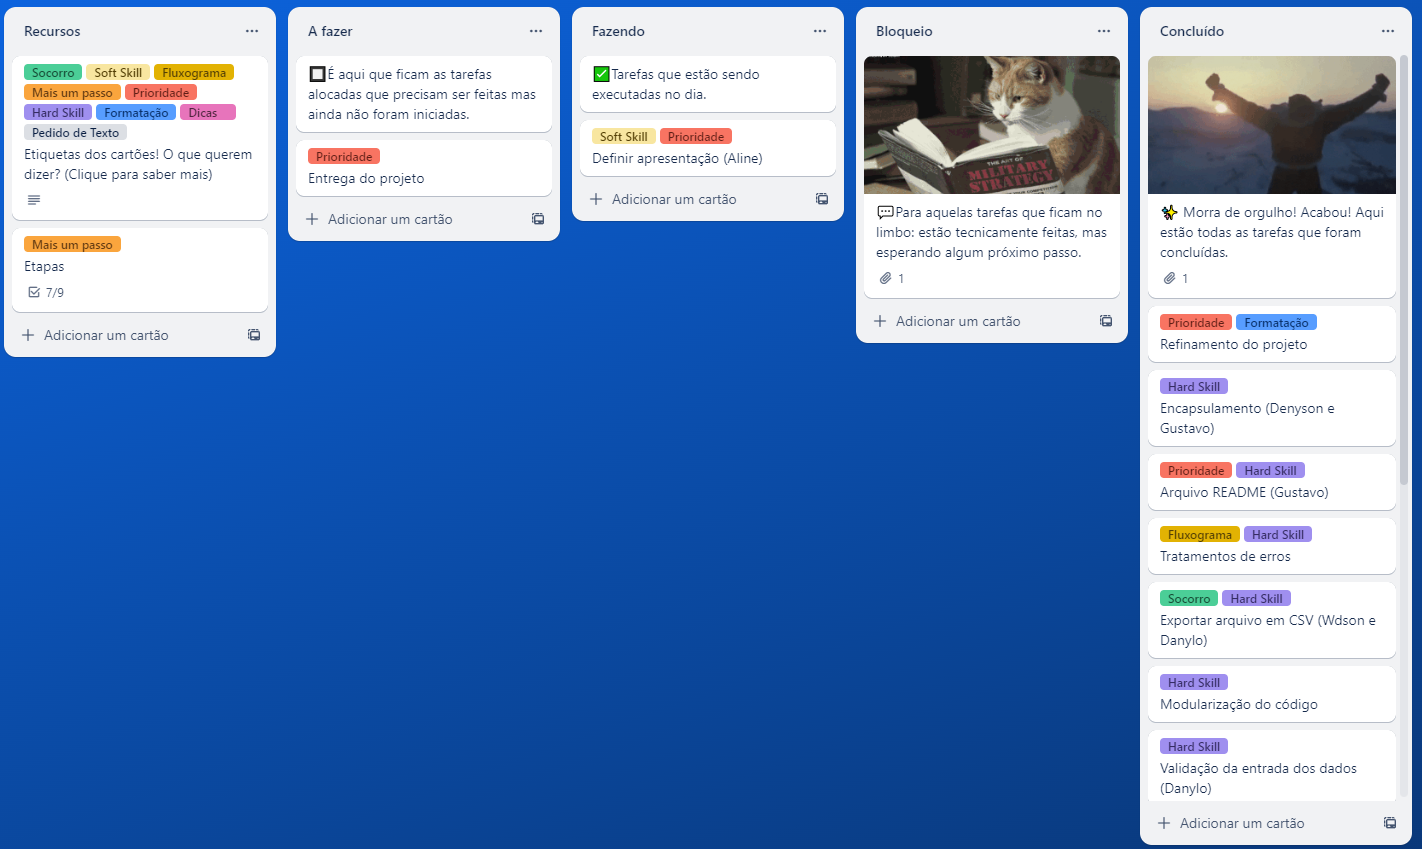 Recursos
Socorro Soft Skill Fluxograma
Mais um passo Prioridade
Hard Skill Formatação Dicas
Pedido de Texto
Etiquetas dos cartões! O que querem
dizer? (Clique para saber mais)
Mais um passo
Etapas
7/9
Adicionar um cartão
A fazer
É aqui que ficam as tarefas
alocadas que precisam ser feitas mas
ainda não foram iniciadas.
Prioridade
Entrega do projeto
Adicionar um cartão
Fazendo
✅Tarefas que estão sendo
executadas no dia.
Soft Skill Prioridade
Definir apresentação (Aline)
Adicionar um cartão
Bloqueio
THE ART OF
MILITARY
STRATEGY
💬Para aquelas tarefas que ficam no
limbo: estão tecnicamente feitas, mas
esperando algum próximo passo.
1
Adicionar um cartão
Concluído
✨ Morra de orgulho! Acabou! Aqui
estão todas as tarefas que foram
concluídas.
1
Prioridade Formatação
Refinamento do projeto
Hard Skill
Encapsulamento (Denyson e
Gustavo)
Prioridade Hard Skill
Arquivo README (Gustavo)
Fluxograma Hard Skill
Tratamentos de erros
Socorro Hard Skill
Exportar arquivo em CSV (Wdson e
Danylo)
Hard Skill
Modularização do código
Hard Skill
Validação da entrada dos dados
(Danylo)
Adicionar um cartão